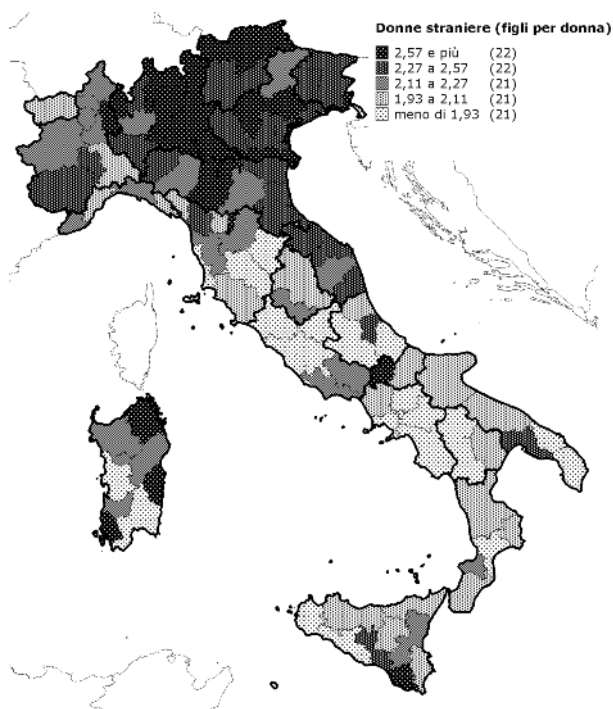 Donne straniere (figli per donna)
2,57 e più (22)
2,27 a 2,57 (22)
2,11 a 2,27 (21)
1,93 a 2,11 (21)
meno di 1,93 (21)